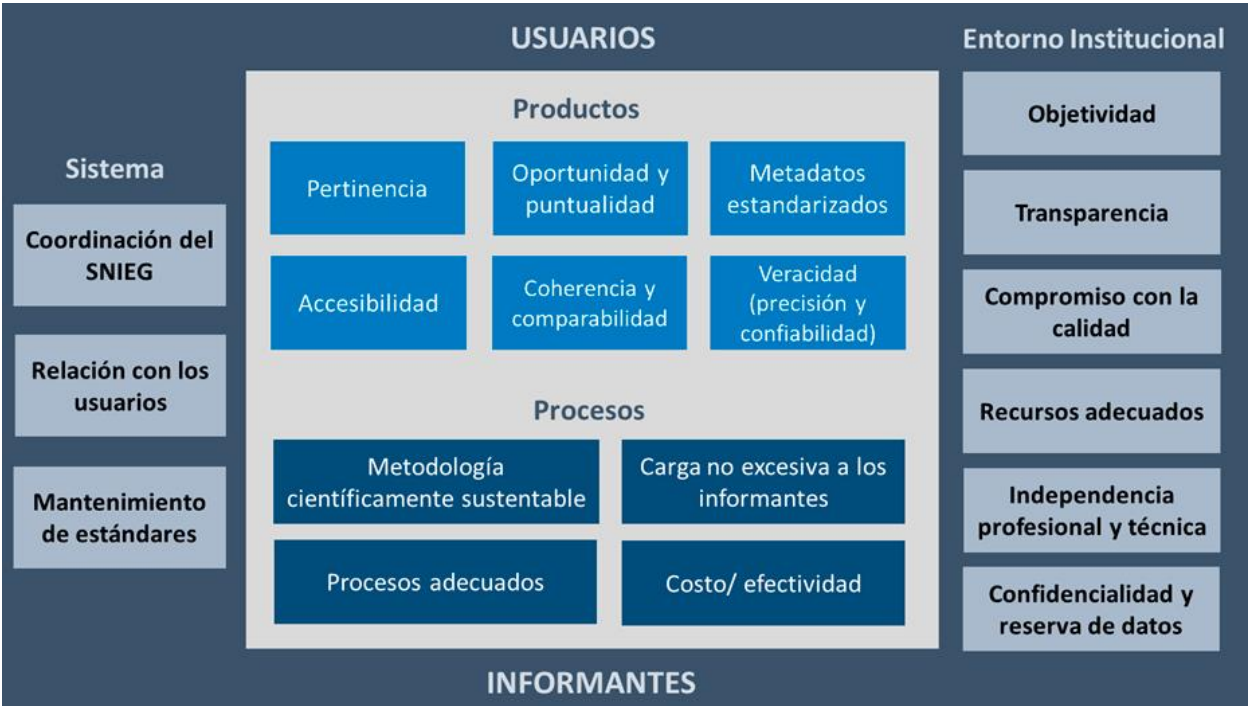 USUARIOS
Entorno Institucional
Sistema
Coordinación del
SNIEG
Relación con los
usuarios
Mantenimiento
de estándares
Productos
Pertinencia
Oportunidad y
puntualidad
Metadatos
estandarizados
Accesibilidad
Coherencia y
comparabilidad
Veracidad
(precisión y
confiabilidad)
Procesos
Metodología
científicamente sustentable
Carga no excesiva a los
informantes
Procesos adecuados
Costo/ efectividad
Objetividad
Transparencia
Compromiso con la
calidad
Recursos adecuados
Independencia
profesional y técnica
Confidencialidad y
reserva de datos
INFORMANTES